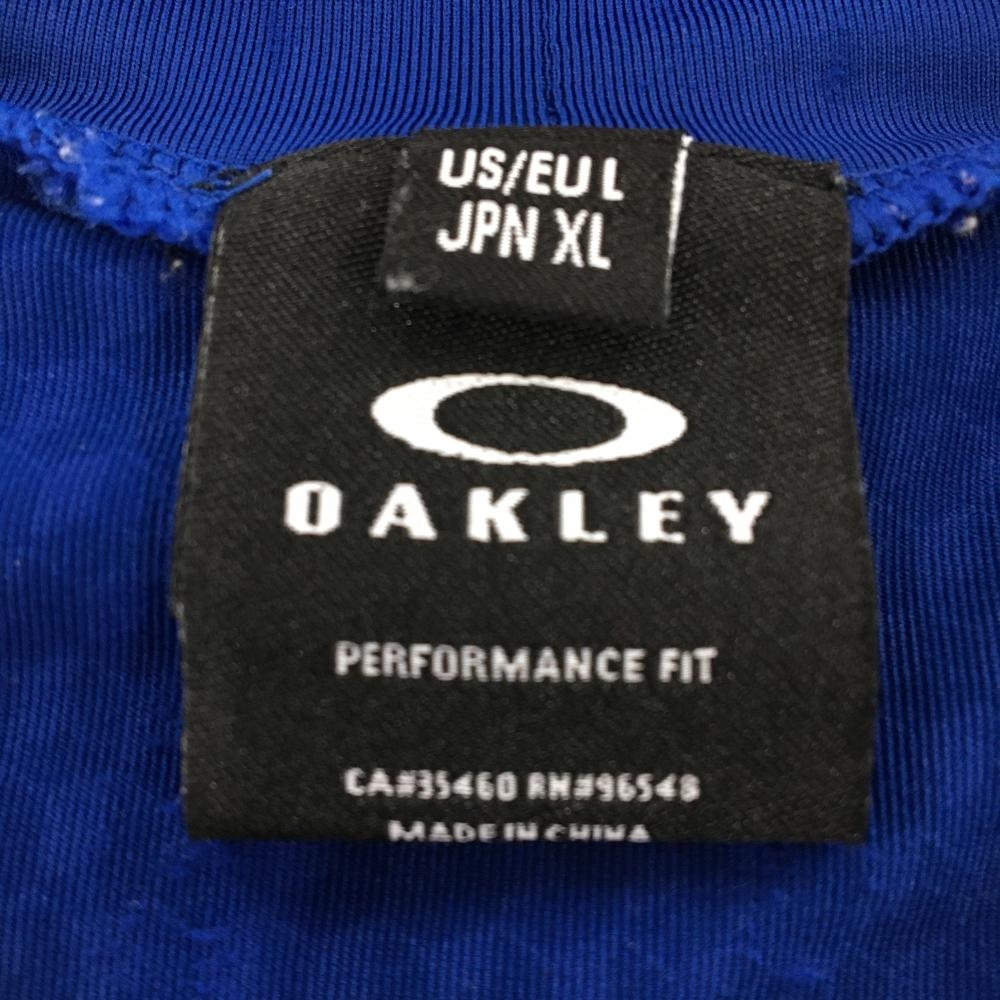 US/EU L
JPN XL
OAKLEY
PERFORMANCE FIT
CA#35460 RN#96548
MADE IN CHINA